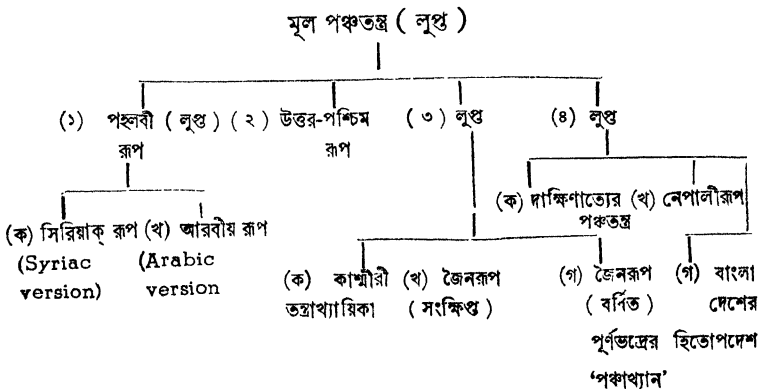 মূল পঞ্চতন্ত্র ( লুপ্ত )
(১) পহ্লবী ( লুপ্ত ) (২) উত্তর-পশ্চিম (৩) লুপ্ত (৪) লুপ্ত
রূপ রূপ
(ক) দাক্ষিণাত্যের (খ) নেপালীরূপ
পঞ্চতন্ত্র
(ক) সিরিয়াক্ রূপ (খ) আরবীয় রূপ
(Syriac (Arabic
version) version
(ক) কাশ্মীরী (খ) জৈনরূপ (গ) জৈনরূপ (গ) বাংলা
তন্ত্রাখ্যায়িকা ( সংক্ষিপ্ত ) ( বর্নিত ) দেশের
পূর্ণভদ্রের হিতোপদেশ
‘পঞ্চাখ্যান’